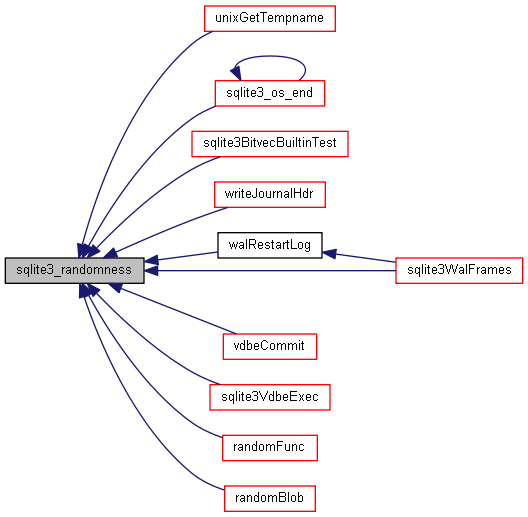 unixGetTempname
sqlite3_os_end
sqlite3BitvecBuiltinTest
writeJournalHdr
walRestartLog
sqlite3_randomness
sqlite3WalFrames
vdbeCommit
sqlite3VdbeExec
randomFunc
randomBlob